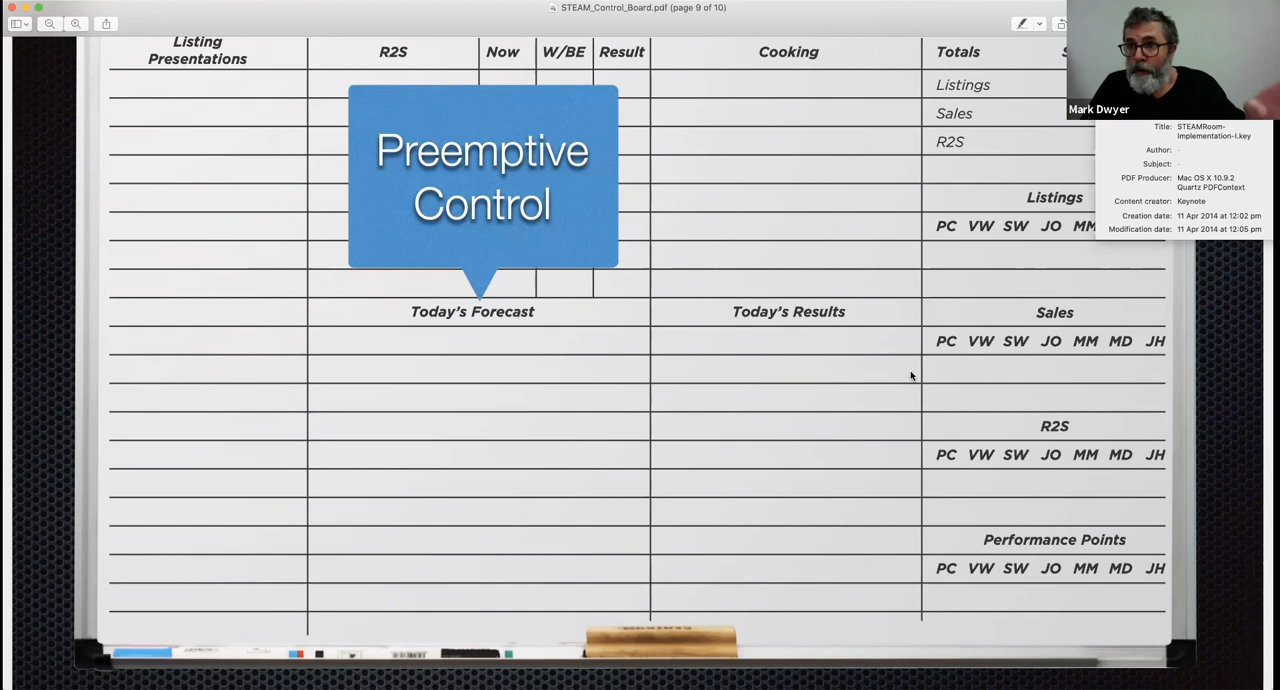 STEAM_Control_Board.pdf (page 9 of 10)
Mark Dwyer
Title: STEAMRoom-
Implementation-I.key
Author: -
Subject: -
PDF Producer: Mac OS X 10.9.2
Quartz PDFContext
Content creator: Keynote
Creation date: 11 Apr 2014 at 12:02 pm
Modification date: 11 Apr 2014 at 12:05 pm
Listing
Presentations
R2S Now W/BE Result Cooking Totals
Preemptive
Control
Listings
Sales
R2S
Listings
PC VW SW JO MM
Today's Forecast Today's Results Sales
PC VW SW JO MM MD JH
R2S
PC VW SW JO MM MD JH
Performance Points
PC VW SW JO MM MD JH